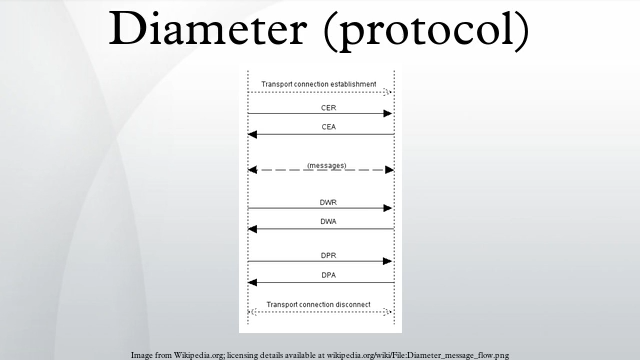 Diameter (protocol)
Transport connection establishment
CER
CEA
(messages)
DWR
DWA
DPR
DPA
Transport connection disconnect
Image from Wikipedia.org; licensing details available at wikipedia.org/wiki/File:Diameter_message_flow.png